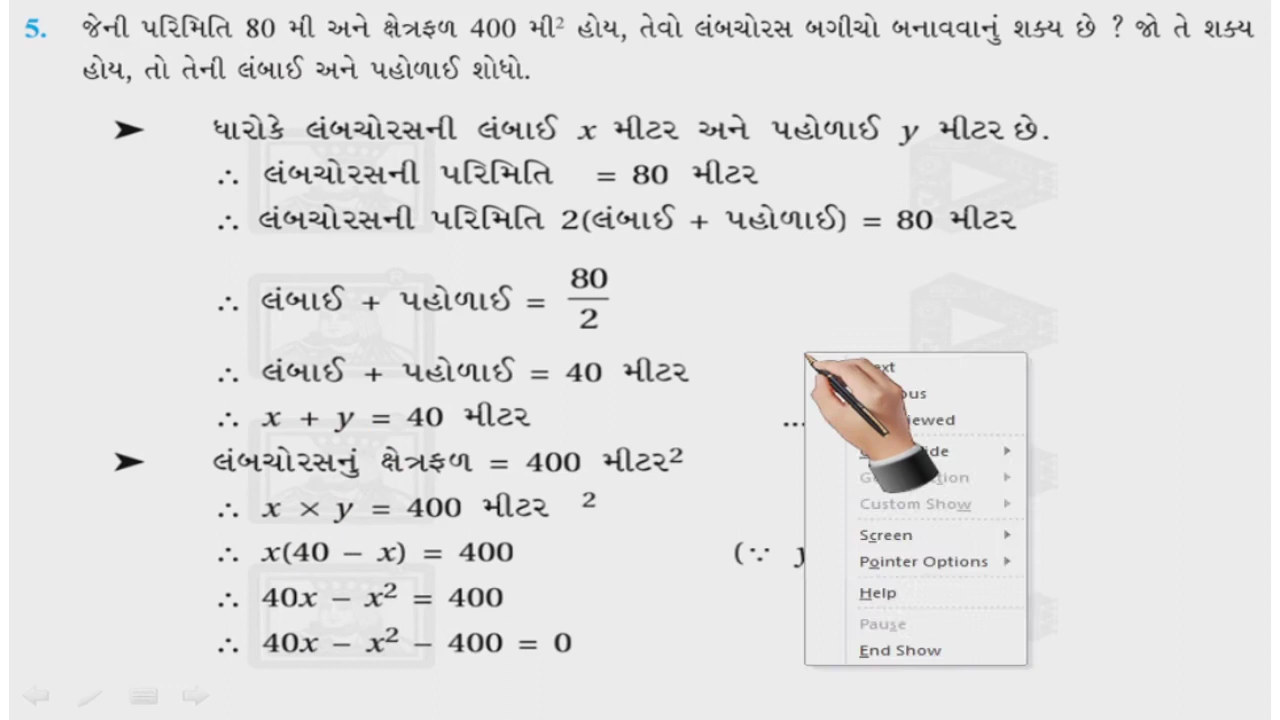 5. જેની પરિમિતિ 80 મી અને ક્ષેત્રફળ 400 મી² હોય, તેવો લંબચોરસ બગીચો બનાવવાનું શક્ય છે ? જો તે શક્ય
હોય, તો તેની લંબાઈ અને પહોળાઈ શોધો.
➤ ધારોકે લંબચોરસની લંબાઈ x મીટર અને પહોળાઈ y મીટર છે.
∴ લંબચોરસની પરિમિતિ = 80 મીટર
∴ લંબચોરસની પરિમિતિ 2(લંબાઈ + પહોળાઈ) = 80 મીટર
∴ લંબાઈ + પહોળાઈ = 80/2
∴ લંબાઈ + પહોળાઈ = 40 મીટર
∴ x + y = 40 મીટર ...
➤ લંબચોરસનું ક્ષેત્રફળ = 400 મીટર²
∴ x × y = 400 મીટર ²
∴ x(40 − x) = 400 (∵
∴ 40x − x² = 400
∴ 40x − x² − 400 = 0
Custom Show
Screen
Pointer Options
Help
Pause
End Show